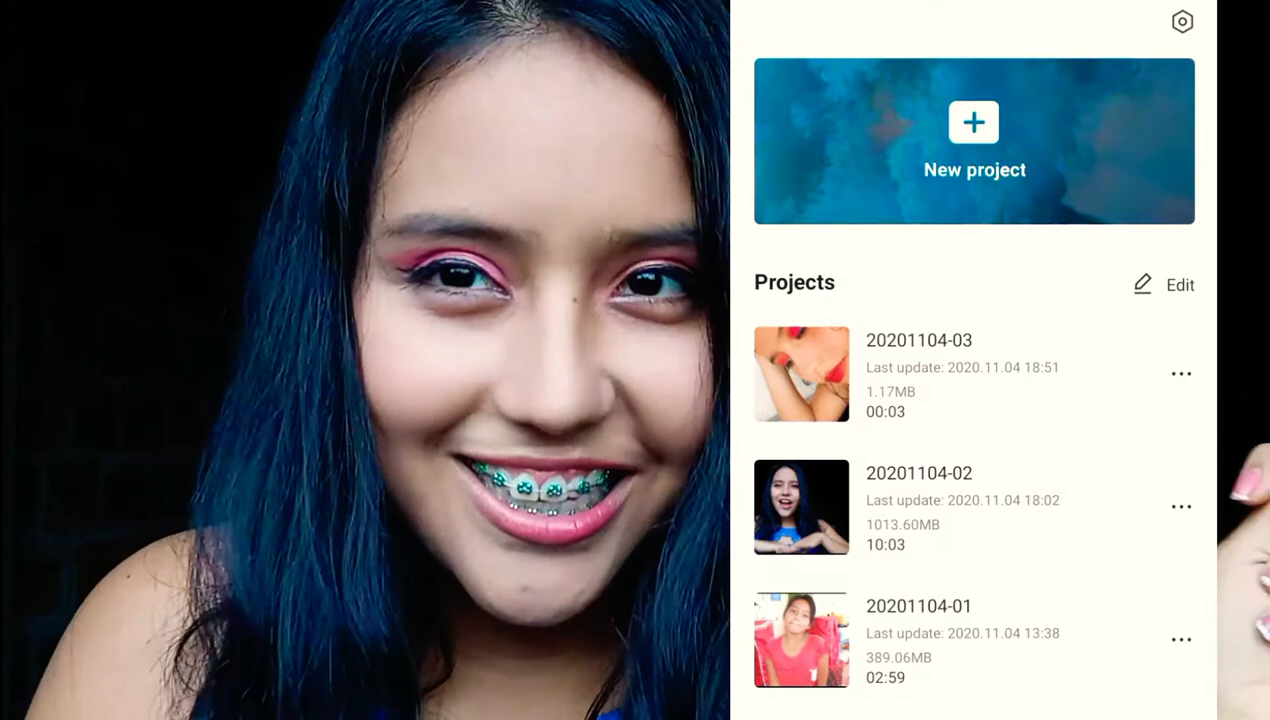 New project
Projects
Edit
20201104-03
Last update: 2020.11.04 18:51
1.17MB
00:03
20201104-02
Last update: 2020.11.04 18:02
1013.60MB
10:03
20201104-01
Last update: 2020.11.04 13:38
389.06MB
02:59